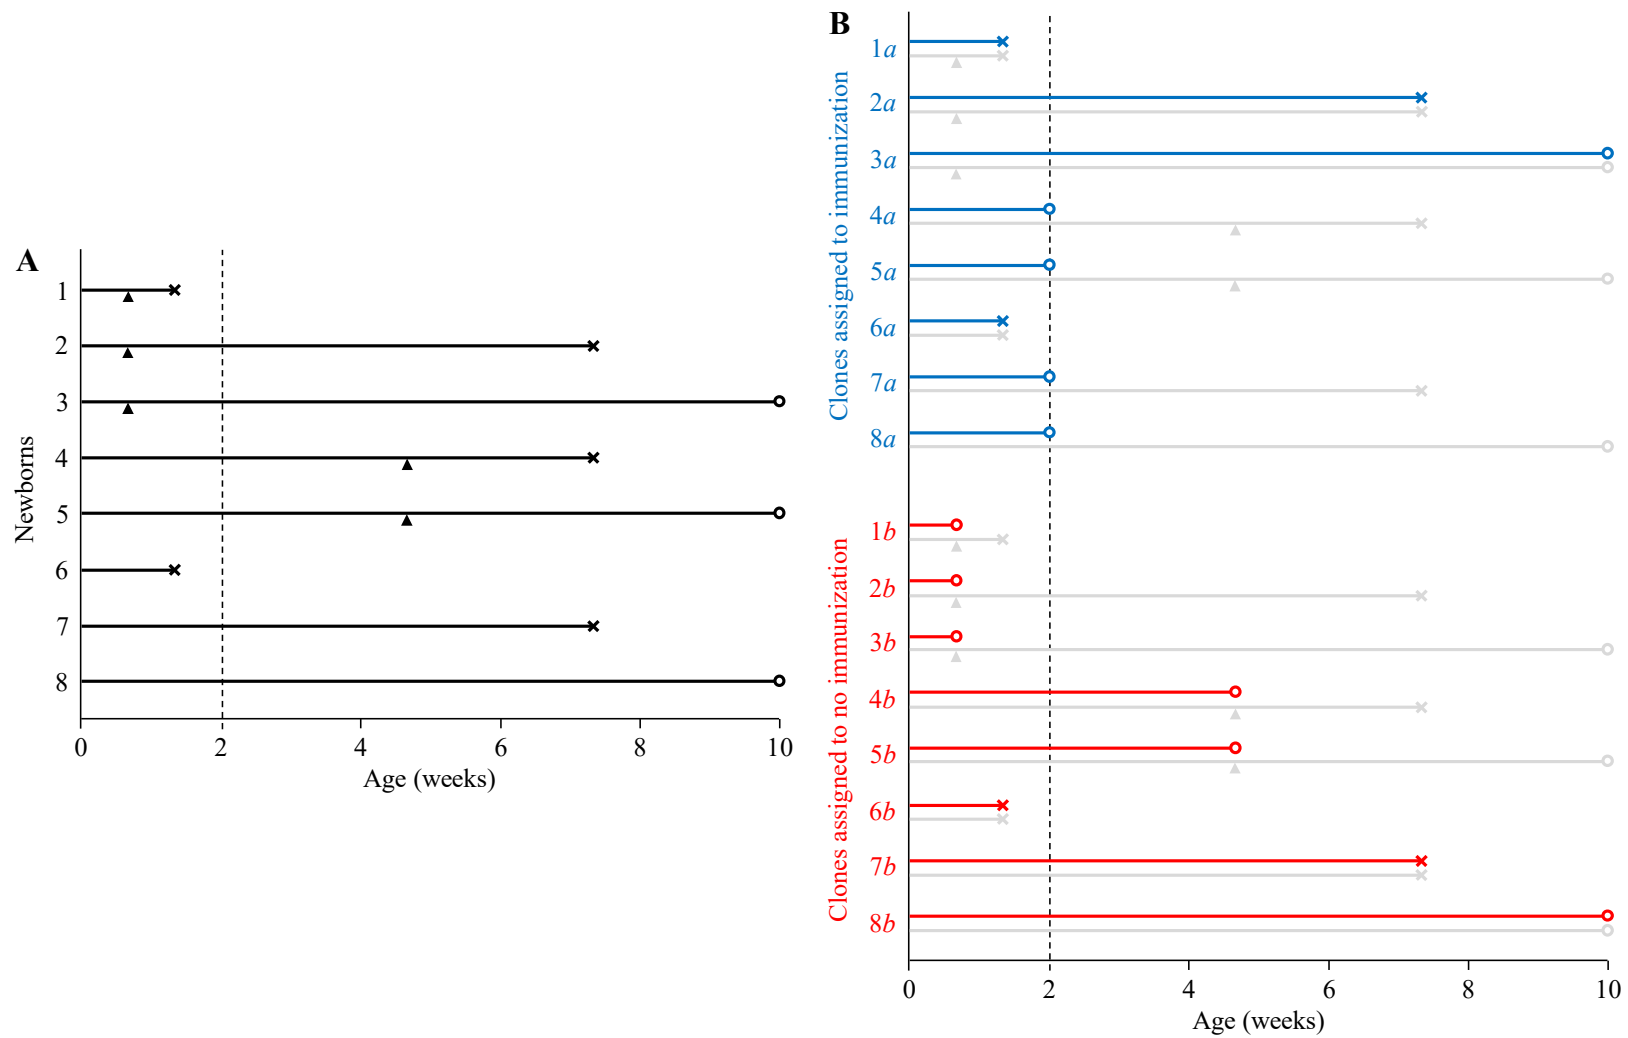 A
Newborns
1
2
3
4
5
6
7
8
0 2 4 6 8 10
Age (weeks)
B
Clones assigned to immunization
1a
2a
3a
4a
5a
6a
7a
8a
Clones assigned to no immunization
1b
2b
3b
4b
5b
6b
7b
8b
0 2 4 6 8 10
Age (weeks)